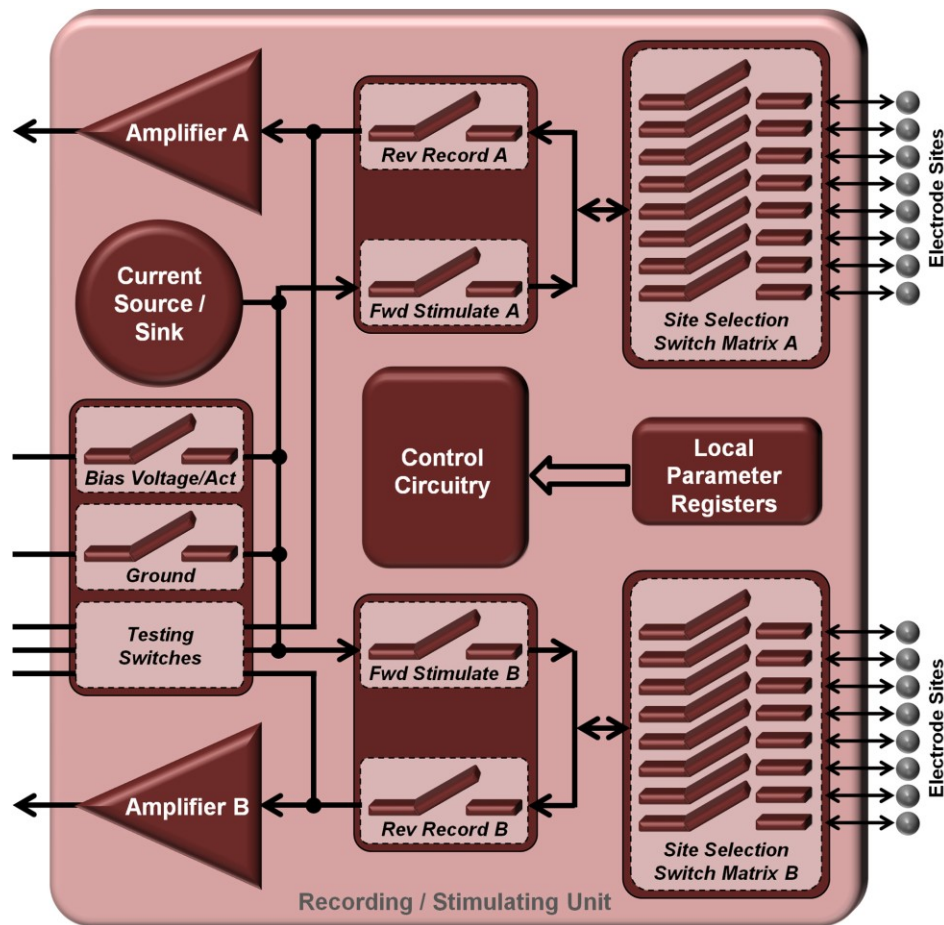 Amplifier A
Rev Record A
Current
Source /
Sink
Fwd Stimulate A
Site Selection
Switch Matrix A
Electrode Sites
Bias Voltage/Act
Ground
Testing
Switches
Control
Circuitry
Local
Parameter
Registers
Fwd Stimulate B
Amplifier B
Rev Record B
Site Selection
Switch Matrix B
Electrode Sites
Recording / Stimulating Unit